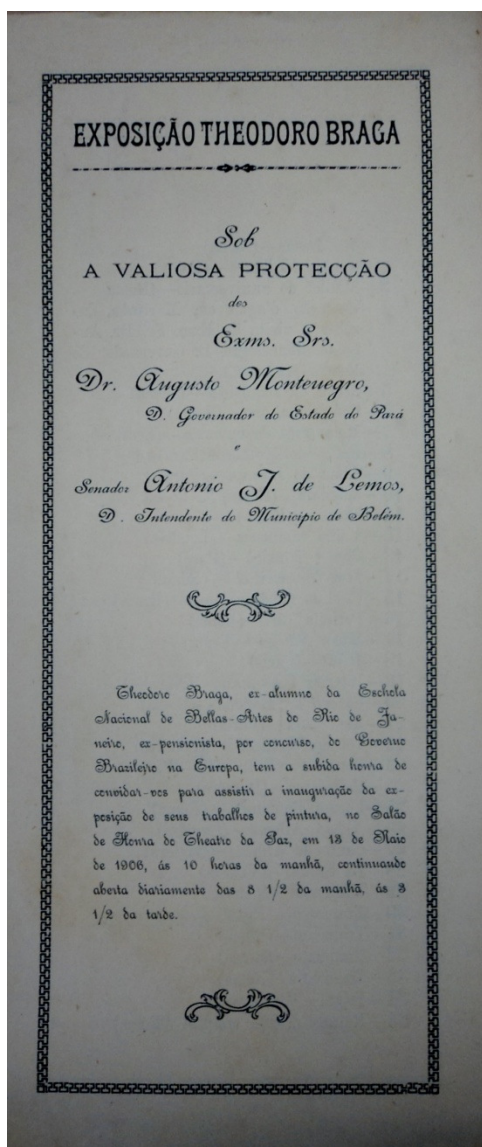 EXPOSIÇÃO THEODORO BRAGA
Sob
A VALIOSA PROTECÇÃO
dos
Exms. Srs.
Dr. Augusto Montenegro,
D. Governador do Estado do Pará
e
Senador Antonio J. de Lemos,
D. Intendente do Municipio de Belém.
Theodoro Braga, ex-alumno da Eschola
Nacional de Bellas-Artes do Rio de Ja-
neiro, ex-pensionista, por concurso, do Governo
Brazileiro na Europa, tem a subida honra de
convidar-vos para assistir a inauguração da ex-
posição de seus trabalhos de pintura, no Salão
de Honra do Theatro da Paz, em 13 de Maio
de 1906, ás 10 horas da manhã, continuando
aberta diariamente das 8 1/2 da manhã, ás 3
1/2 da tarde.